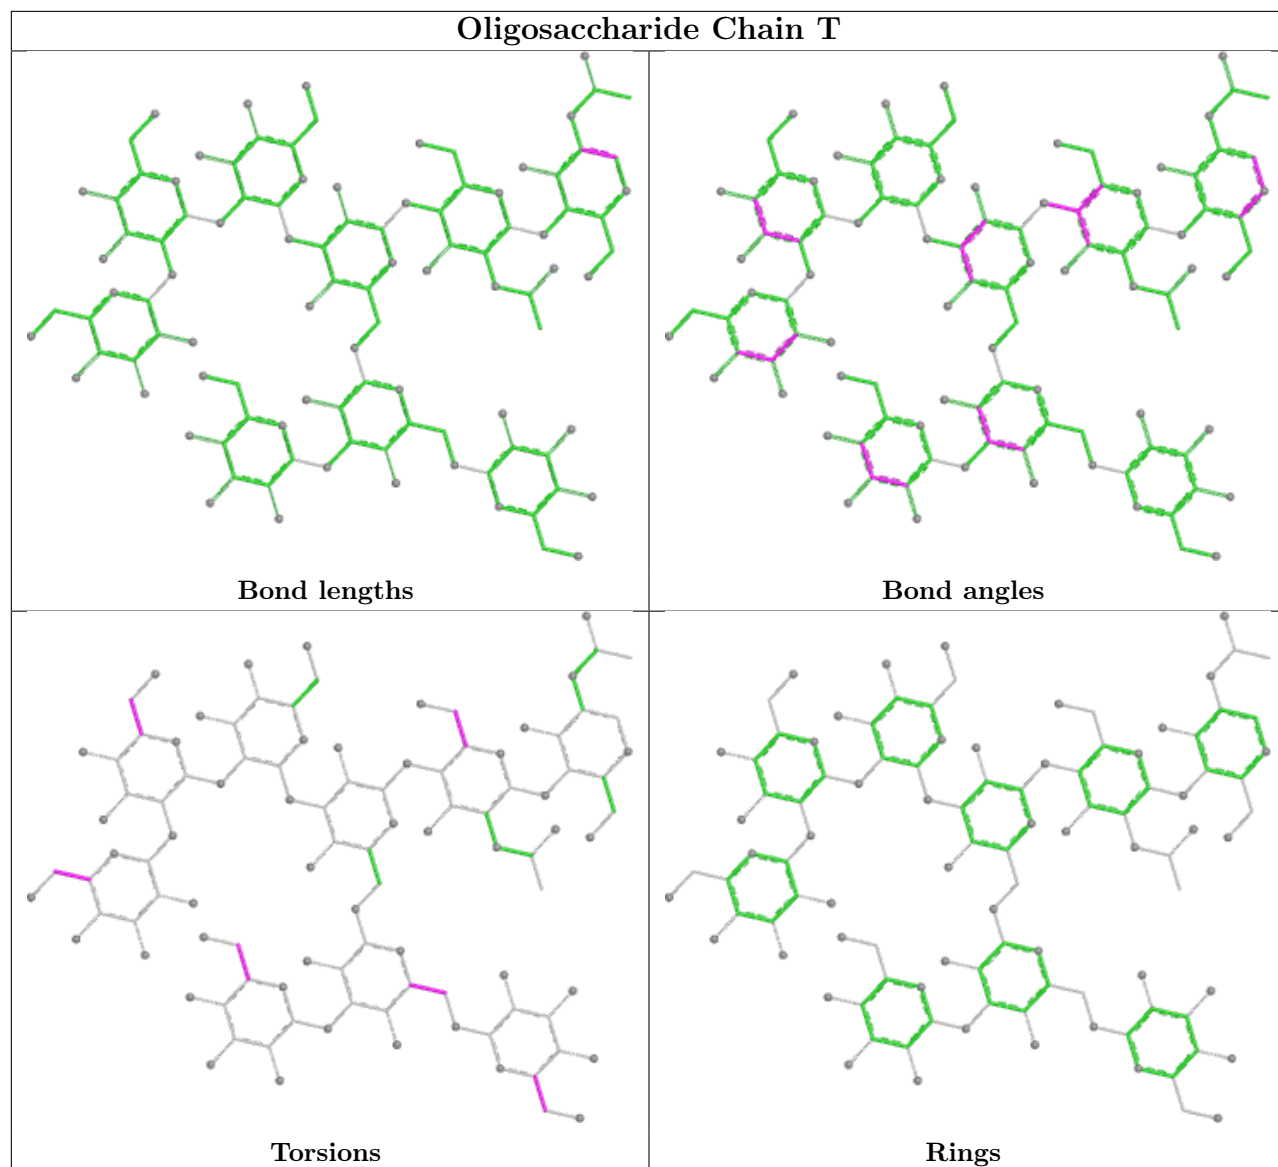 Oligosaccharide Chain T
Bond lengths
Bond angles
Torsions
Rings